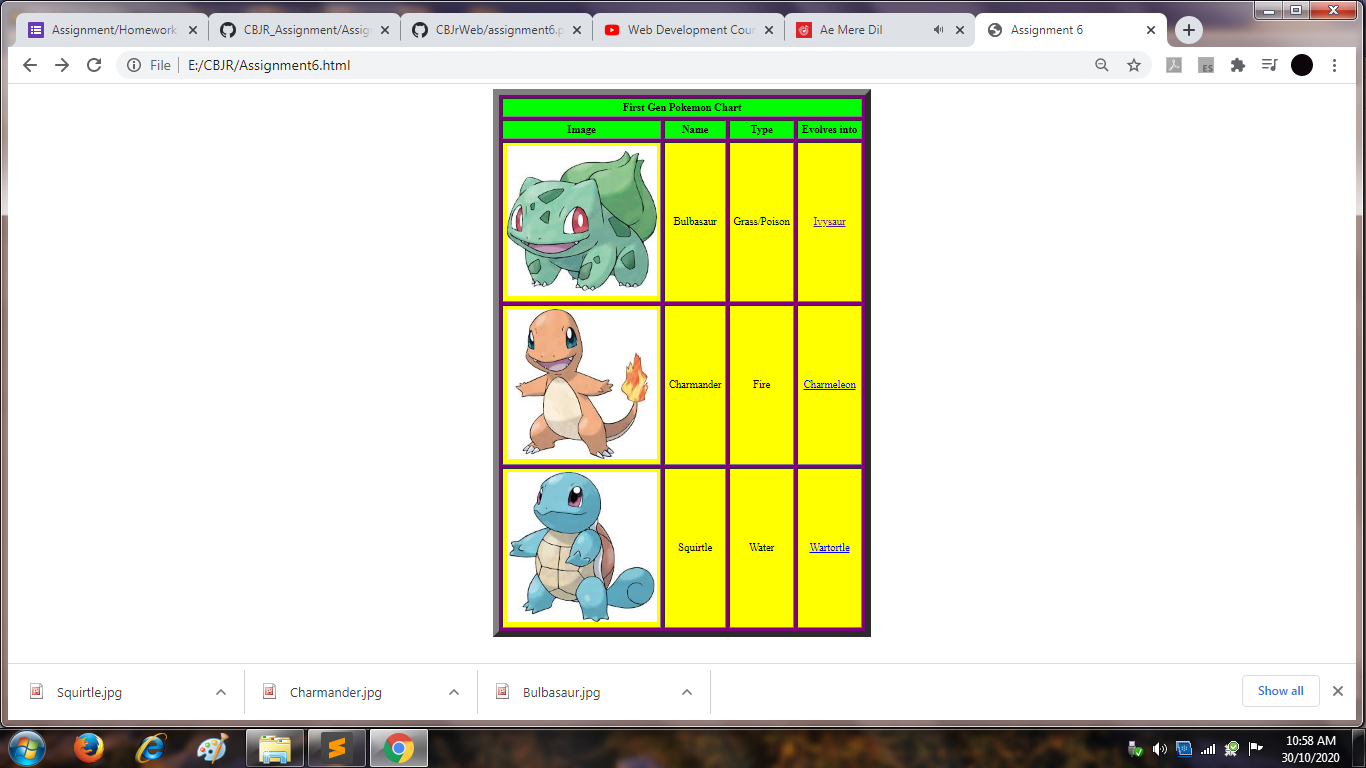 Assignment/Homework
CBJR_Assignment/Assig
CBJrWeb/assignment6.p
Web Development Cour
Ae Mere Dil
Assignment 6
File
E:/CBJR/Assignment6.html
ES
First Gen Pokemon Chart
Image Name Type Evolves into
Bulbasaur Grass/Poison Ivysaur
Charmander Fire Charmeleon
Squirtle Water Wartortle
Squirtle.jpg
Charmander.jpg
Bulbasaur.jpg
Show all
10:58 AM
30/10/2020